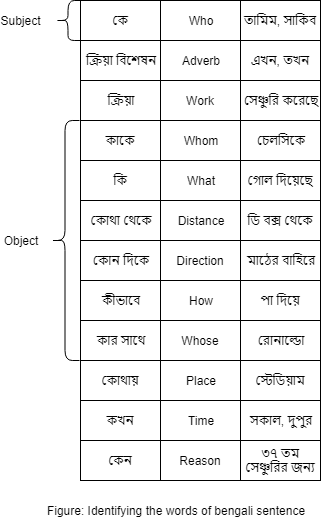 Subject
কে Who তামিম, সাকিব
ক্রিয়া বিশেষন Adverb এখন, তখন
ক্রিয়া Work সেঞ্চুরি করেছে
Object
কাকে Whom চেলসিকে
কি What গোল দিয়েছে
কোথা থেকে Distance ডি বক্স থেকে
কোন দিকে Direction মাঠের বাহিরে
কীভাবে How পা দিয়ে
কার সাথে Whose রোনাল্ডো
কোথায় Place স্টেডিয়াম
কখন Time সকাল, দুপুর
কেন Reason ৩৭ তম
সেঞ্চুরির জন্য
Figure: Identifying the words of bengali sentence